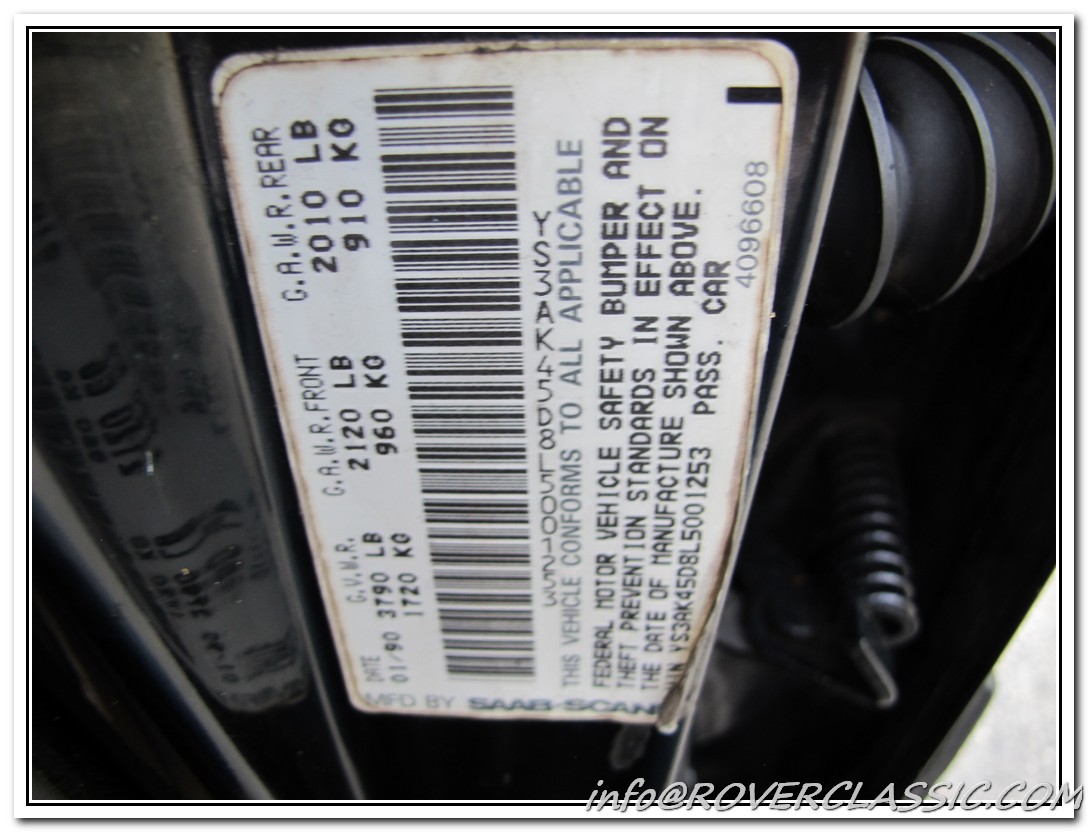 MFD BY SAAB-SCAN
DATE G.V.W.R. G.A.W.R.FRONT G.A.W.R.REAR
01/90 3790 LB 2120 LB 2010 LB
1720 KG 960 KG 910 KG
YS3AK45D8L5001253
THIS VEHICLE CONFORMS TO ALL APPLICABLE
FEDERAL MOTOR VEHICLE SAFETY BUMPER AND
THEFT PREVENTION STANDARDS IN EFFECT ON
THE DATE OF MANUFACTURE SHOWN ABOVE.
VIN YS3AK45D8L5001253 PASS. CAR
4096608
info@ROVERCLASSIC.COM